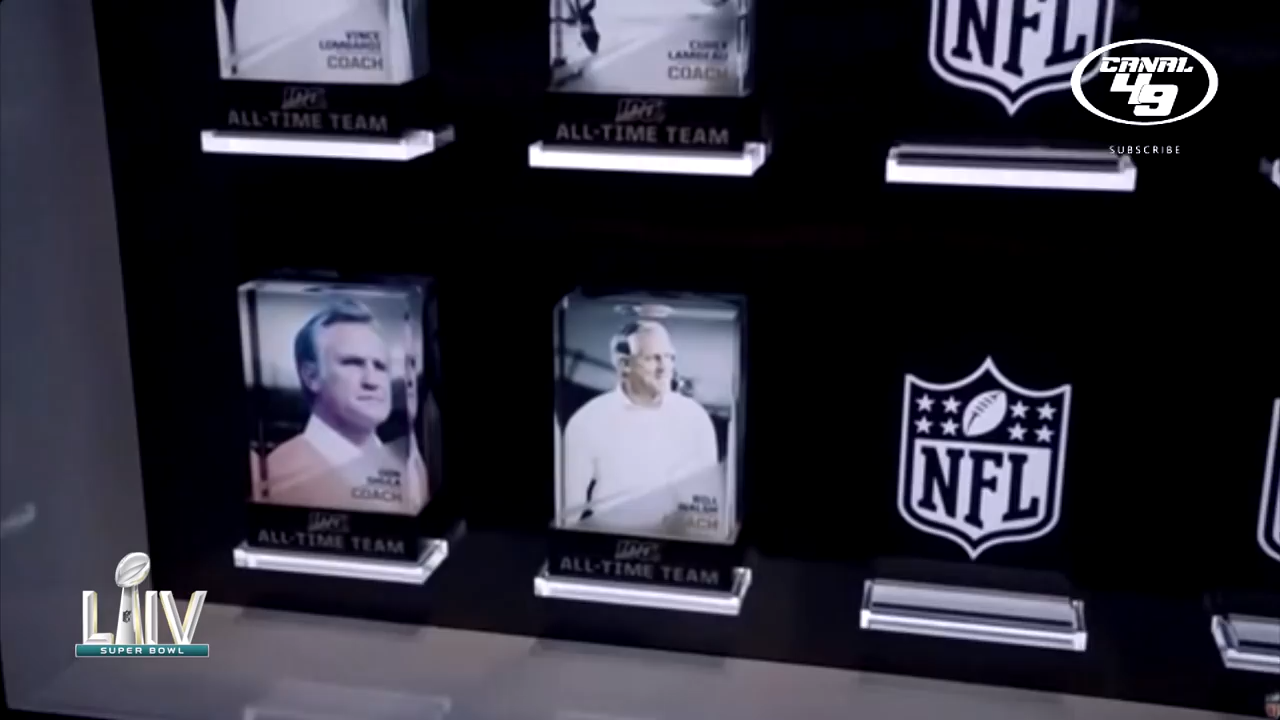 VINCE
LOMBARDI
COACH
ALL-TIME TEAM
CURLY
LAMBEAU
COACH
ALL-TIME TEAM
NFL
CANAL
49
SUBSCRIBE
DON
SHULA
COACH
ALL-TIME TEAM
BILL
WALSH
COACH
ALL-TIME TEAM
NFL
LIV
SUPER BOWL